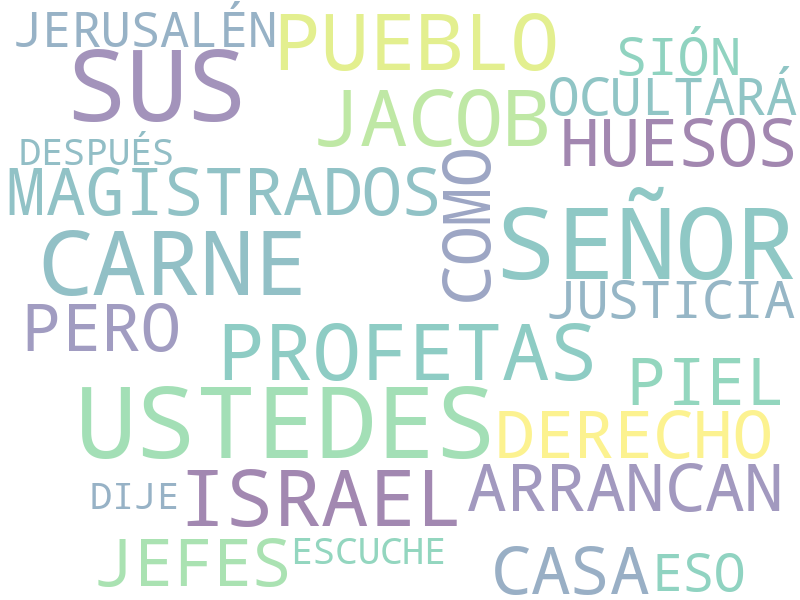 JERUSALÉN
PUEBLO
SIÓN
SUS
JACOB
OCULTARÁ
HUESOS
DESPUÉS
MAGISTRADOS
COMO
SEÑOR
CARNE
JUSTICIA
PERO
PROFETAS
PIEL
USTEDES
DERECHO
DIJE
ISRAEL
ARRANCAN
JEFES
ESCUCHE
CASA
ESO